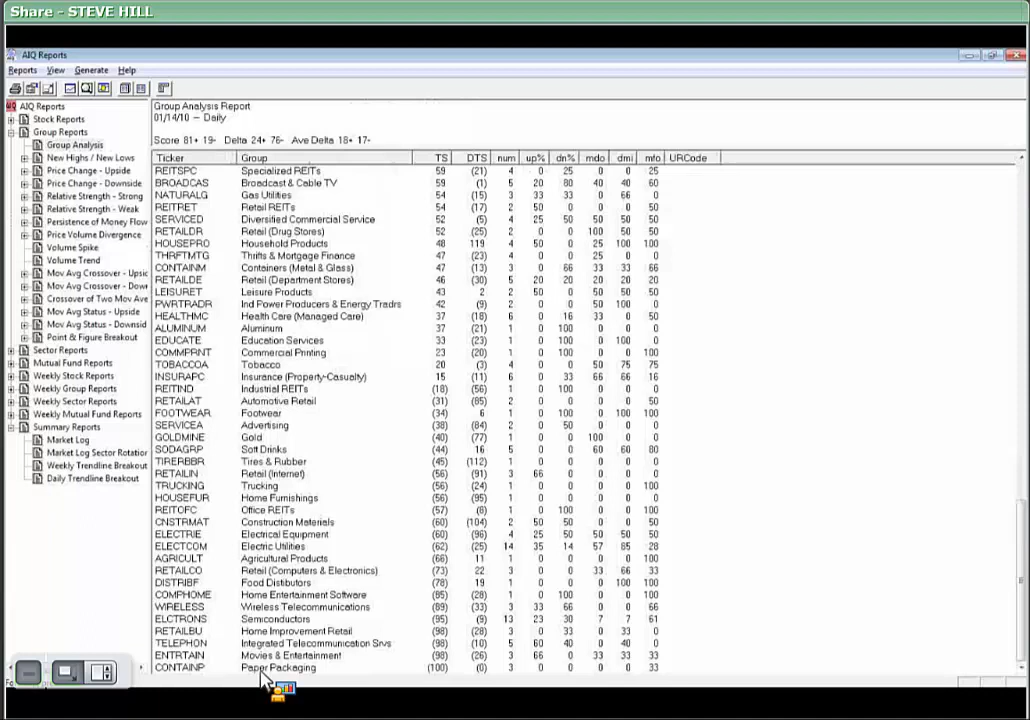 Share - STEVE HILL
AIQ Reports
Reports View Generate Help
AIQ Reports
Stock Reports
Group Reports
Group Analysis
New Highs / New Lows
Price Change - Upside
Price Change - Downside
Relative Strength - Strong
Relative Strength - Weak
Persistence of Money Flow
Price Volume Divergence
Volume Spike
Volume Trend
Mov Avg Crossover - Upsic
Mov Avg Crossover - Down
Crossover of Two Mov Ave
Mov Avg Status - Upside
Mov Avg Status - Downsid
Point & Figure Breakout
Sector Reports
Mutual Fund Reports
Weekly Stock Reports
Weekly Group Reports
Weekly Sector Reports
Weekly Mutual Fund Reports
Summary Reports
Market Log
Market Log Sector Rotation
Weekly Trendline Breakout
Daily Trendline Breakout
Group Analysis Report
01/14/10 -- Daily
Score 81+ 19- Delta 24+ 76- Ave Delta 18+ 17-
Ticker Group TS DTS num up% dn% mdo dmi mfo URCode
REITSPC Specialized REITs 59 (21) 4 0 25 0 0 25
BROADCAS Broadcast & Cable TV 59 (1) 5 20 80 40 40 60
NATURALG Gas Utilities 54 (15) 3 33 33 0 66 0
REITRET Retail REITs 54 (17) 2 50 0 0 0 0
SERVICED Diversified Commercial Service 52 (5) 4 25 50 50 50 50
RETAILDR Retail (Drug Stores) 52 (25) 2 0 0 100 50 50
HOUSEPRO Household Products 48 119 4 50 0 25 100 100
THRFTMTG Thrifts & Mortgage Finance 47 (23) 4 0 0 25 0 0
CONTAINM Containers (Metal & Glass) 47 (13) 3 0 66 33 33 66
RETAILDE Retail (Department Stores) 46 (30) 5 20 20 20 20 20
LEISURET Leisure Products 43 2 2 50 0 50 50 50
PWRTRADR Ind Power Producers & Energy Tradrs 42 (9) 2 0 0 50 100 0
HEALTHMC Health Care (Managed Care) 37 (18) 6 0 16 33 0 50
ALUMINUM Aluminum 37 (21) 1 0 100 0 0 0
EDUCATE Education Services 33 (23) 1 0 100 0 0 0
COMMPRNT Commercial Printing 23 (20) 1 0 100 0 0 100
TOBACCOA Tobacco 20 (3) 4 0 0 50 75 75
INSURAPC Insurance (Property-Casualty) 15 (11) 6 0 33 66 66 16
REITIND Industrial REITs (18) (56) 1 0 100 0 0 0
RETAILAT Automotive Retail (31) (85) 2 0 0 0 0 50
FOOTWEAR Footwear (34) 6 1 0 100 0 100 100
SERVICEA Advertising (38) (84) 2 0 50 0 0 0
GOLDMINE Gold (40) (77) 1 0 0 100 0 0
SODAGRP Soft Drinks (44) 16 5 0 0 60 60 80
TIRERBBR Tires & Rubber (45) (112) 1 0 0 0 0 0
RETAILIN Retail (Internet) (56) (91) 3 66 0 0 0 0
TRUCKING Trucking (56) (24) 1 0 0 0 0 100
HOUSEFUR Home Furnishings (56) (95) 1 0 0 0 0 0
REITOFC Office REITs (57) (8) 1 0 100 0 0 100
CNSTRMAT Construction Materials (60) (104) 2 50 50 0 0 50
ELECTRIE Electrical Equipment (60) (96) 4 25 50 0 50 50
ELECTCOM Electric Utilities (62) (25) 14 35 14 57 85 28
AGRICULT Agricultural Products (66) 11 1 0 0 0 0 100
RETAILCO Retail (Computers & Electronics) (73) 22 3 0 0 33 66 33
DISTRIBF Food Distibutors (78) 19 1 0 0 0 100 100
COMPHOME Home Entertainment Software (85) (28) 1 0 100 0 0 0
WIRELESS Wireless Telecommunications (89) (33) 3 33 66 0 0 66
ELCTRONS Semiconductors (95) (9) 13 23 30 7 7 61
RETAILBU Home Improvement Retail (98) (28) 3 0 33 0 33 0
TELEPHON Integrated Telecommunication Srvs (98) (10) 5 60 40 0 40 0
ENTRTAIN Movies & Entertainment (98) (26) 3 66 0 33 33 33
CONTAINP Paper Packaging (100) (0) 3 0 0 0 0 33